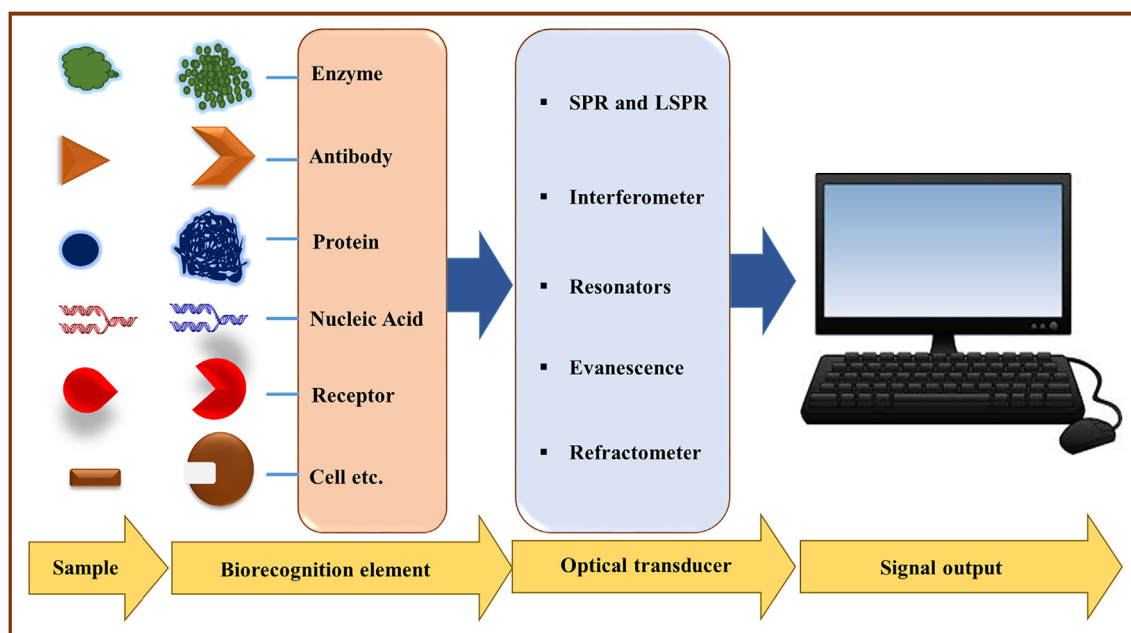 Enzyme
Antibody
Protein
Nucleic Acid
Receptor
Cell etc.
▪ SPR and LSPR
▪ Interferometer
▪ Resonators
▪ Evanescence
▪ Refractometer
Sample
Biorecognition element
Optical transducer
Signal output